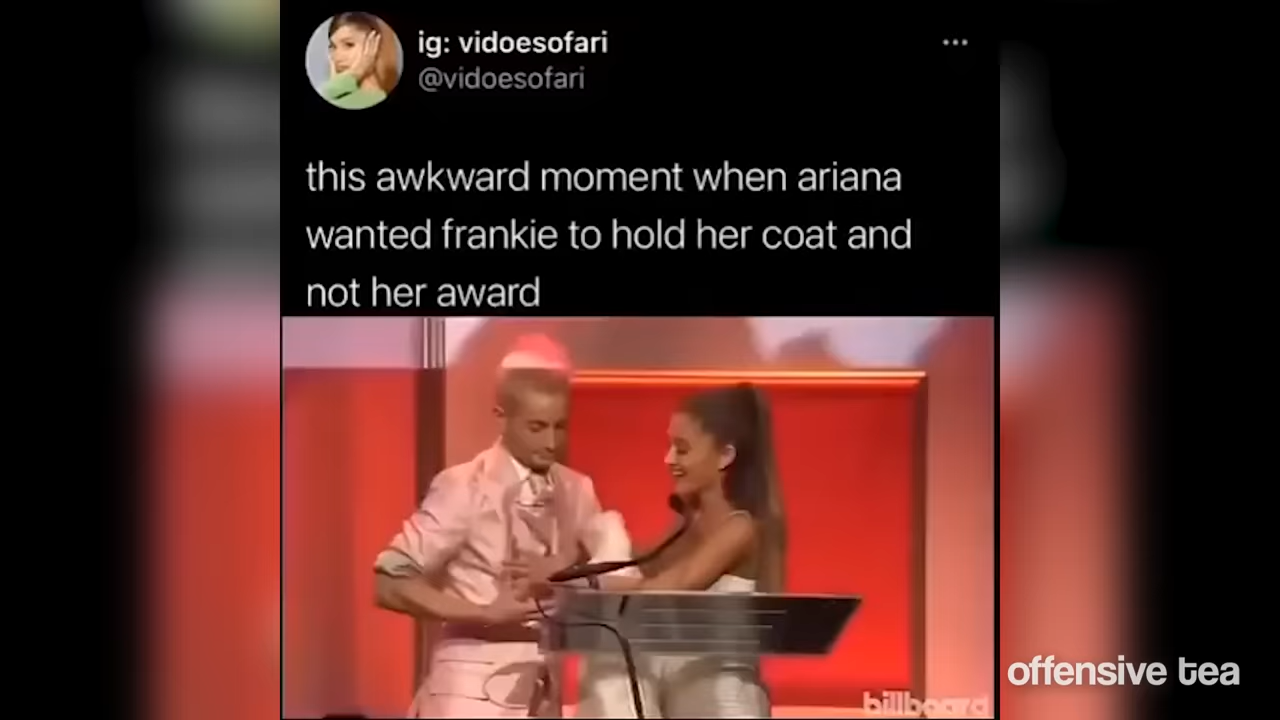 ig: vidoesofari
@vidoesofari
this awkward moment when ariana
wanted frankie to hold her coat and
not her award
billboard
offensive tea